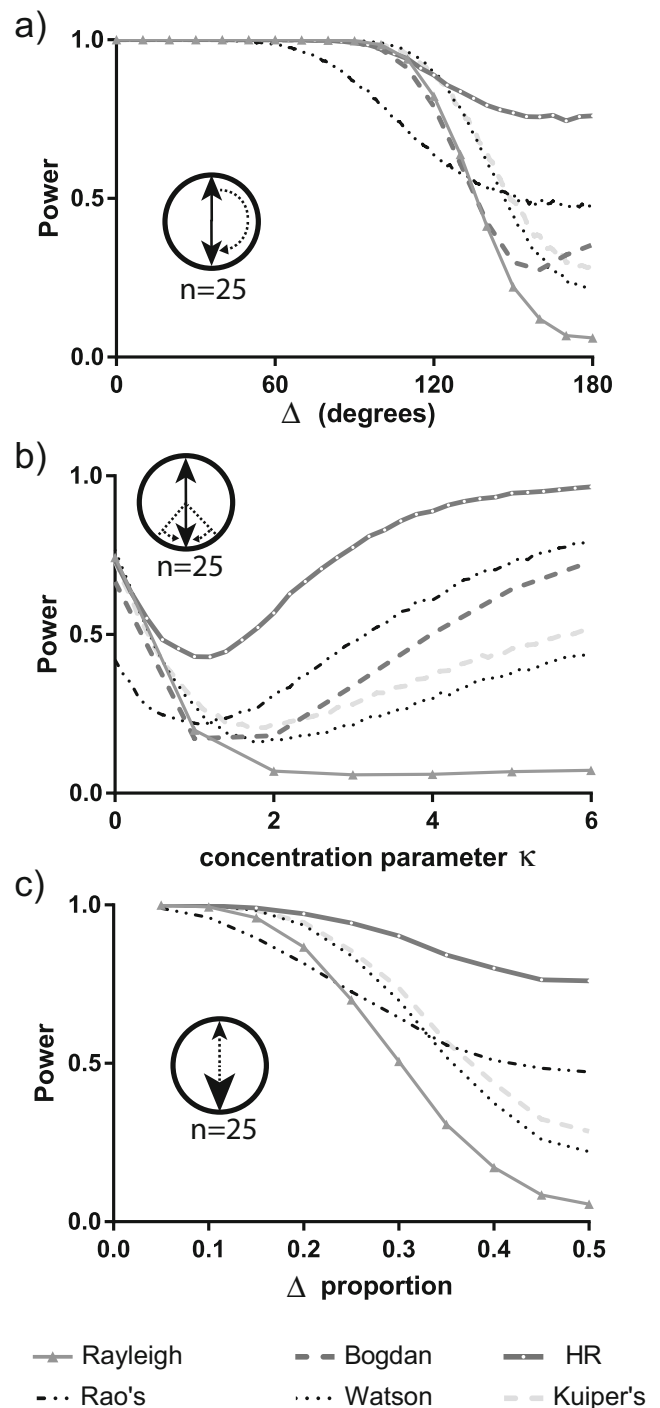 a)
1.0
0.5
0.0
Power
n=25
0 60 120 180
Δ (degrees)
b)
1.0
0.5
0.0
Power
n=25
0 2 4 6
concentration parameter κ
c)
1.0
0.5
0.0
Power
n=25
0.0 0.1 0.2 0.3 0.4 0.5
Δ proportion
Rayleigh Bogdan HR
Rao's Watson Kuiper's